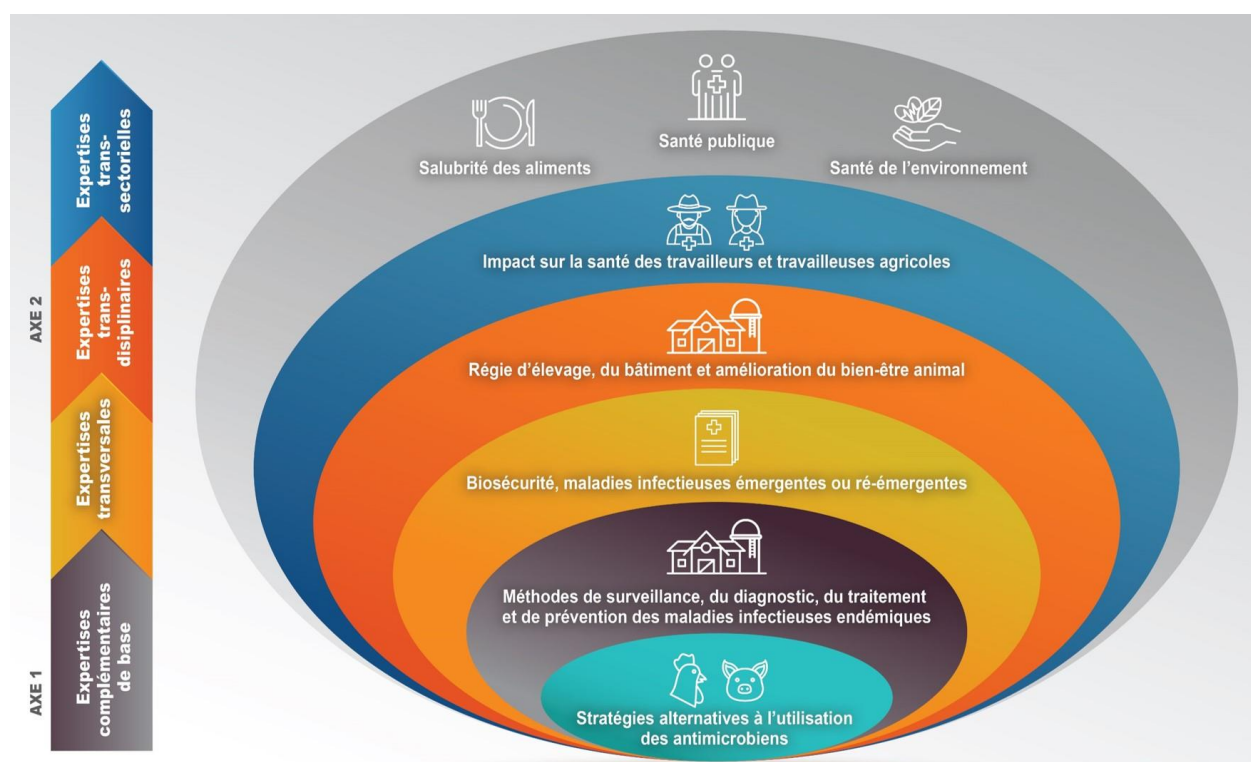 AXE 2
AXE 1
Expertises
trans-
sectorielles
Expertises
trans-
disiplinaires
Expertises
transversales
Expertises
complémentaires
de base
Santé publique
Salubrité des aliments
Santé de l’environnement
Impact sur la santé des travailleurs et travailleuses agricoles
Régie d’élevage, du bâtiment et amélioration du bien-être animal
Biosécurité, maladies infectieuses émergentes ou ré-émergentes
Méthodes de surveillance, du diagnostic, du traitement
et de prévention des maladies infectieuses endémiques
Stratégies alternatives à l’utilisation
des antimicrobiens